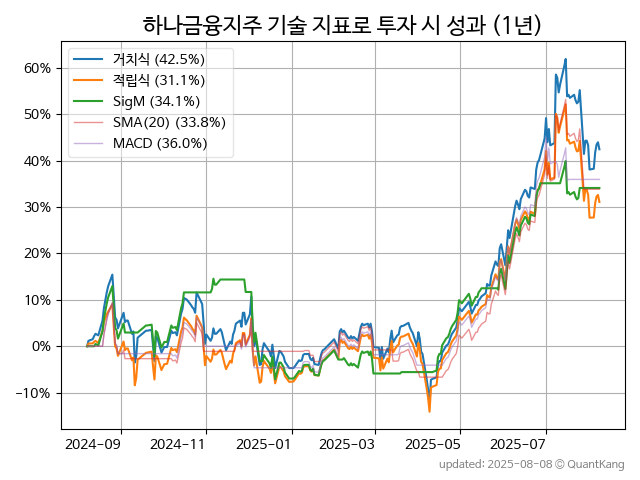 하나금융지주 기술 지표로 투자 시 성과 (1년)
거치식 (42.5%)
적립식 (31.1%)
SigM (34.1%)
SMA(20) (33.8%)
MACD (36.0%)
60%
50%
40%
30%
20%
10%
0%
−10%
2024-09 2024-11 2025-01 2025-03 2025-05 2025-07
updated: 2025-08-08 © QuantKang